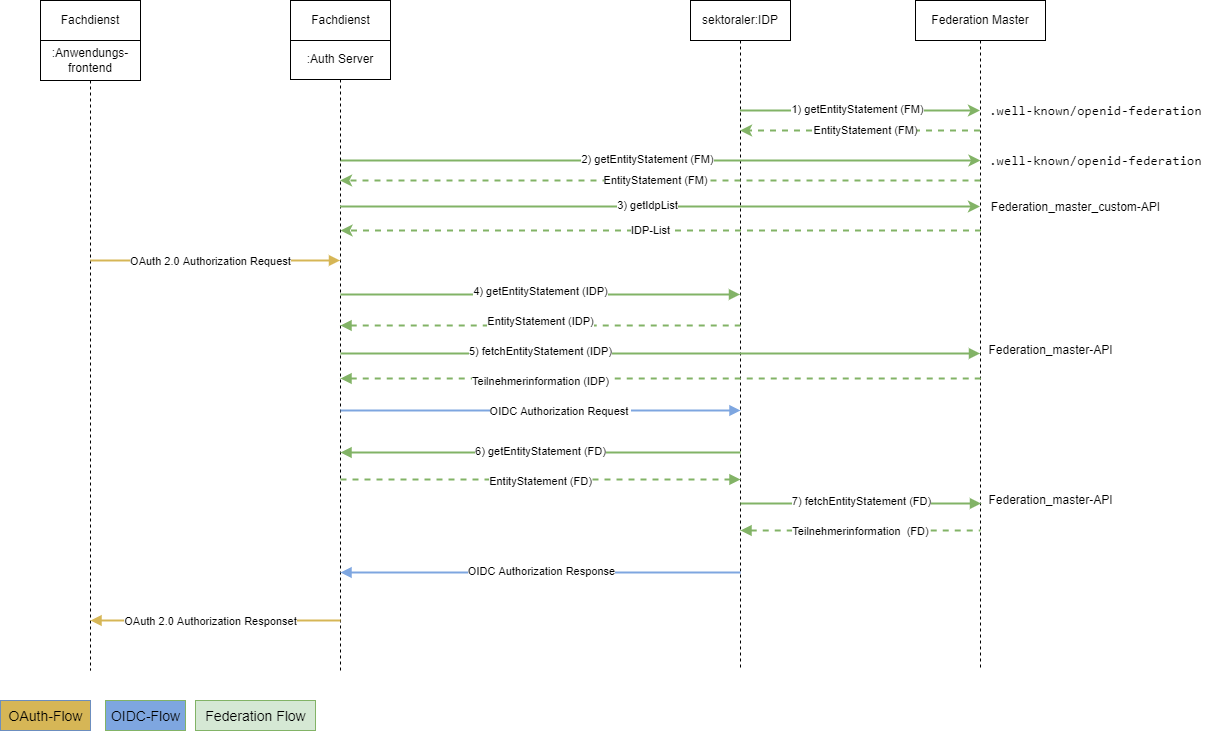 Fachdienst
:Anwendungs-
frontend
Fachdienst
:Auth Server
sektoraler:IDP
Federation Master
1) getEntityStatement (FM)
.well-known/openid-federation
EntityStatement (FM)
2) getEntityStatement (FM)
.well-known/openid-federation
EntityStatement (FM)
3) getIdpList
Federation_master_custom-API
IDP-List
OAuth 2.0 Authorization Request
4) getEntityStatement (IDP)
EntityStatement (IDP)
5) fetchEntityStatement (IDP)
Federation_master-API
Teilnehmerinformation (IDP)
OIDC Authorization Request
6) getEntityStatement (FD)
EntityStatement (FD)
7) fetchEntityStatement (FD)
Federation_master-API
Teilnehmerinformation (FD)
OIDC Authorization Response
OAuth 2.0 Authorization Responset
OAuth-Flow
OIDC-Flow
Federation Flow